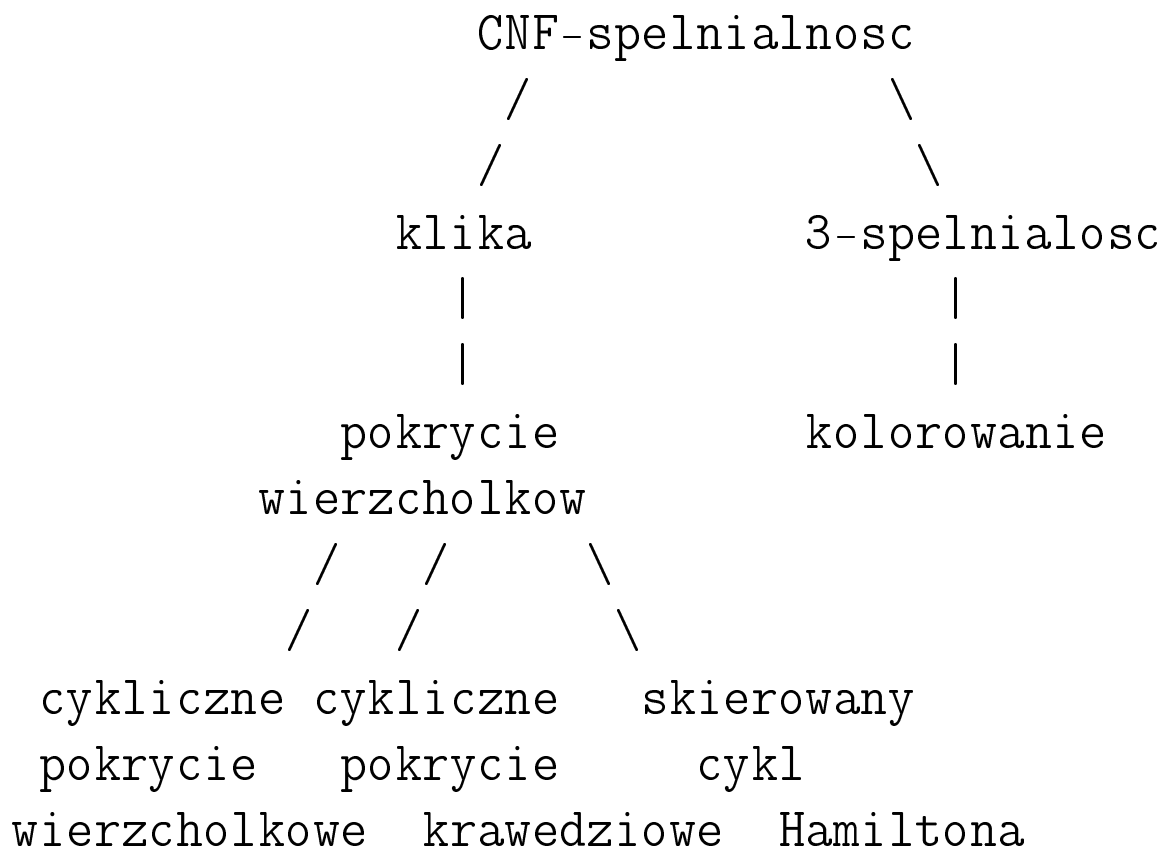 CNF-spelnialnosc
klika 3-spelnialosc
pokrycie kolorowanie
wierzcholkow
cykliczne cykliczne skierowany
pokrycie pokrycie cykl
wierzcholkowe krawedziowe Hamiltona